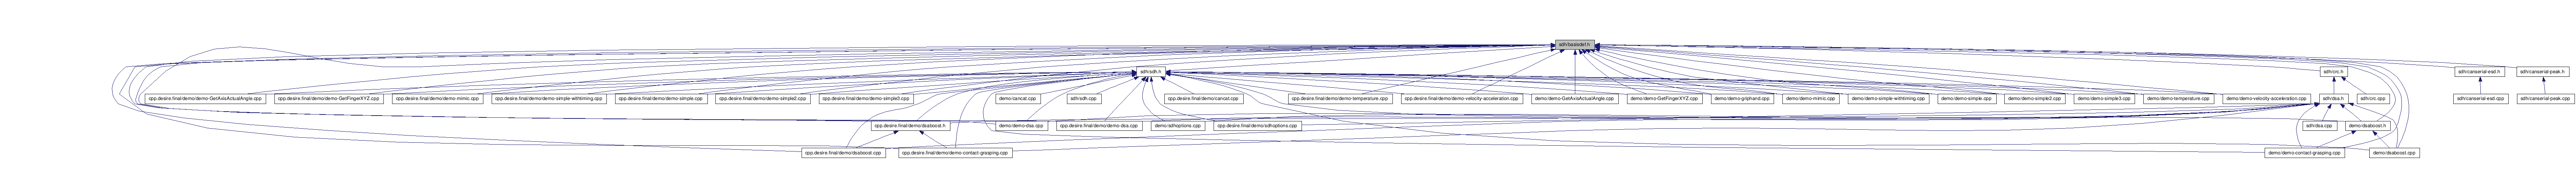 sdh/basisdef.h
sdh/sdh.h
sdh/crc.h
sdh/canserial-esd.h
sdh/canserial-peak.h
cpp.desire.final/demo/demo-GetAxisActualAngle.cpp
cpp.desire.final/demo/demo-GetFingerXYZ.cpp
cpp.desire.final/demo/demo-mimic.cpp
cpp.desire.final/demo/demo-simple-withtiming.cpp
cpp.desire.final/demo/demo-simple.cpp
cpp.desire.final/demo/demo-simple2.cpp
cpp.desire.final/demo/demo-simple3.cpp
demo/cancat.cpp
sdh/sdh.cpp
cpp.desire.final/demo/cancat.cpp
cpp.desire.final/demo/demo-temperature.cpp
cpp.desire.final/demo/demo-velocity-acceleration.cpp
demo/demo-GetAxisActualAngle.cpp
demo/demo-GetFingerXYZ.cpp
demo/demo-griphand.cpp
demo/demo-mimic.cpp
demo/demo-simple-withtiming.cpp
demo/demo-simple.cpp
demo/demo-simple2.cpp
demo/demo-simple3.cpp
demo/demo-temperature.cpp
demo/demo-velocity-acceleration.cpp
sdh/dsa.h
sdh/crc.cpp
sdh/canserial-esd.cpp
sdh/canserial-peak.cpp
cpp.desire.final/demo/dsaboost.h
demo/demo-dsa.cpp
cpp.desire.final/demo/demo-dsa.cpp
demo/sdhoptions.cpp
cpp.desire.final/demo/sdhoptions.cpp
sdh/dsa.cpp
demo/dsaboost.h
cpp.desire.final/demo/dsaboost.cpp
cpp.desire.final/demo/demo-contact-grasping.cpp
demo/demo-contact-grasping.cpp
demo/dsaboost.cpp